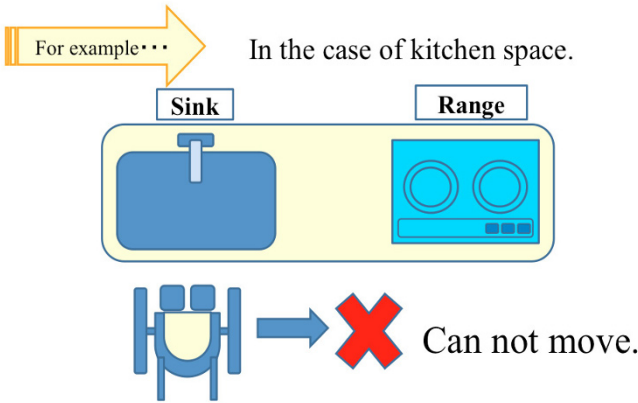 For example･･･
In the case of kitchen space.
Sink
Range
Can not move.